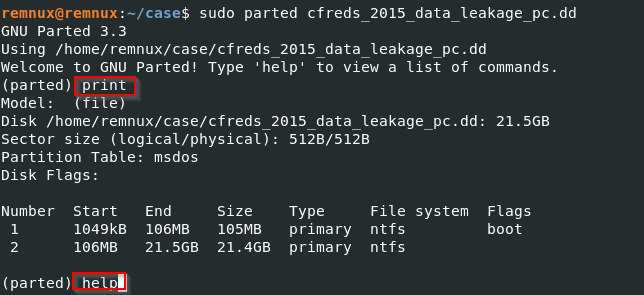 remnux@remnux:~/case$ sudo parted cfreds_2015_data_leakage_pc.dd
GNU Parted 3.3
Using /home/remnux/case/cfreds_2015_data_leakage_pc.dd
Welcome to GNU Parted! Type 'help' to view a list of commands.
(parted) print
Model:  (file)
Disk /home/remnux/case/cfreds_2015_data_leakage_pc.dd: 21.5GB
Sector size (logical/physical): 512B/512B
Partition Table: msdos
Disk Flags:
Number  Start   End     Size    Type     File system  Flags
 1      1049kB  106MB   105MB   primary  ntfs         boot
 2      106MB   21.5GB  21.4GB  primary  ntfs
(parted) help